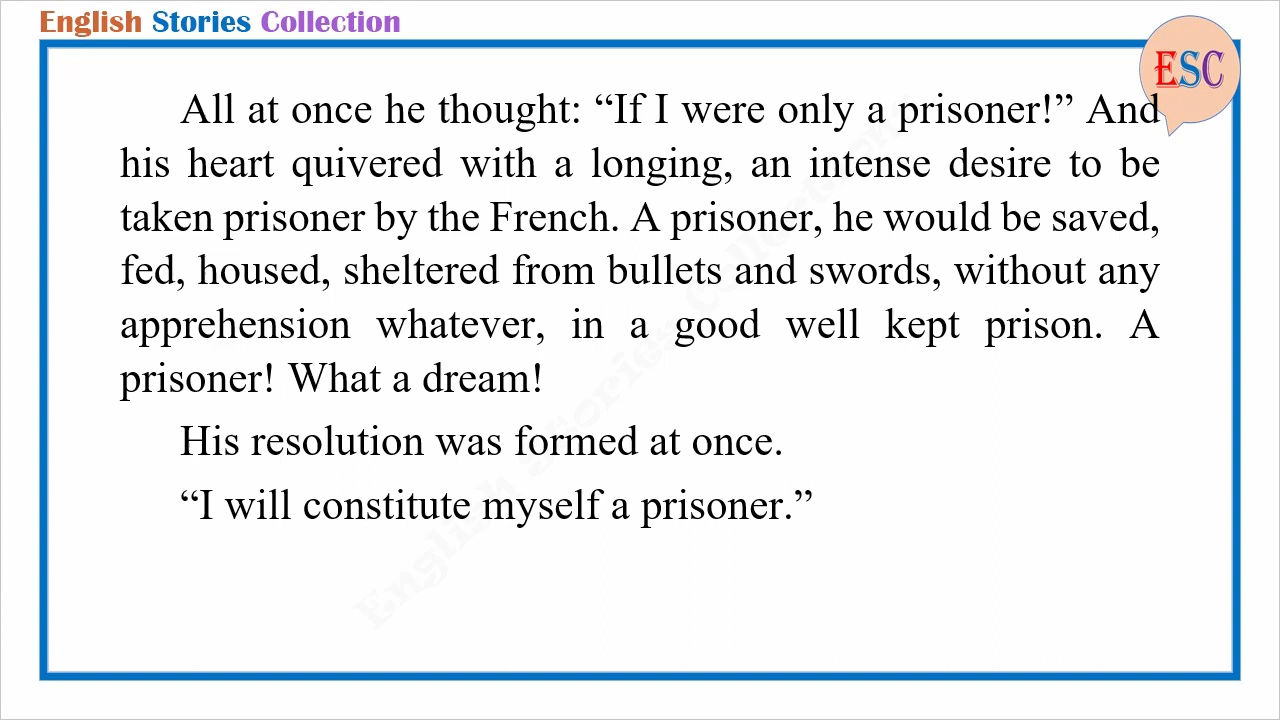 English Stories Collection
ESC
All at once he thought: “If I were only a prisoner!” And
his heart quivered with a longing, an intense desire to be
taken prisoner by the French. A prisoner, he would be saved,
fed, housed, sheltered from bullets and swords, without any
apprehension whatever, in a good well kept prison. A
prisoner! What a dream!
His resolution was formed at once.
“I will constitute myself a prisoner.”
English Stories Collection